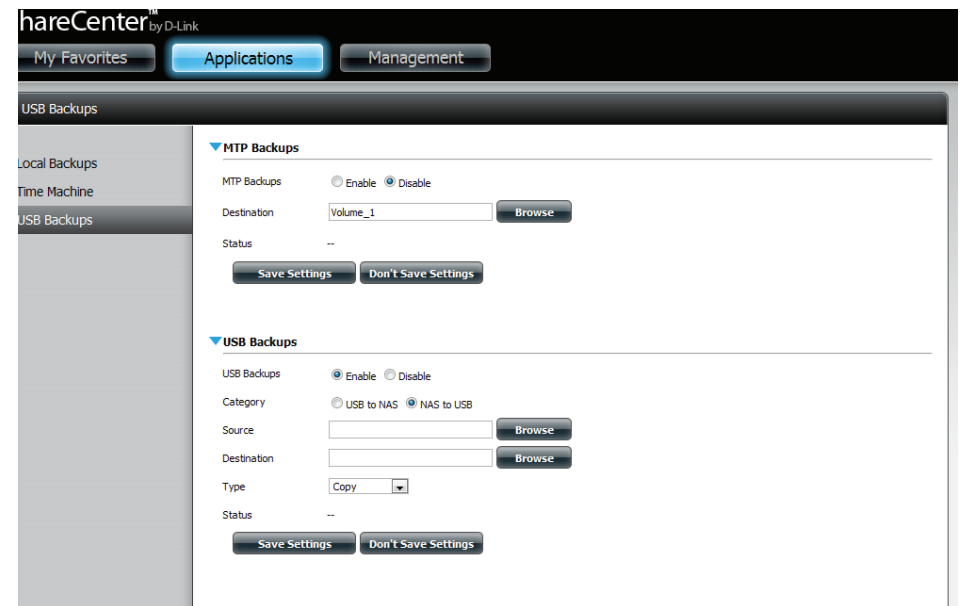 hareCenter™ by D-Link
My Favorites Applications Management
USB Backups
Local Backups
Time Machine
USB Backups
MTP Backups
MTP Backups Enable Disable
Destination Volume_1 Browse
Status --
Save Settings Don't Save Settings
USB Backups
USB Backups Enable Disable
Category USB to NAS NAS to USB
Source Browse
Destination Browse
Type Copy
Status --
Save Settings Don't Save Settings